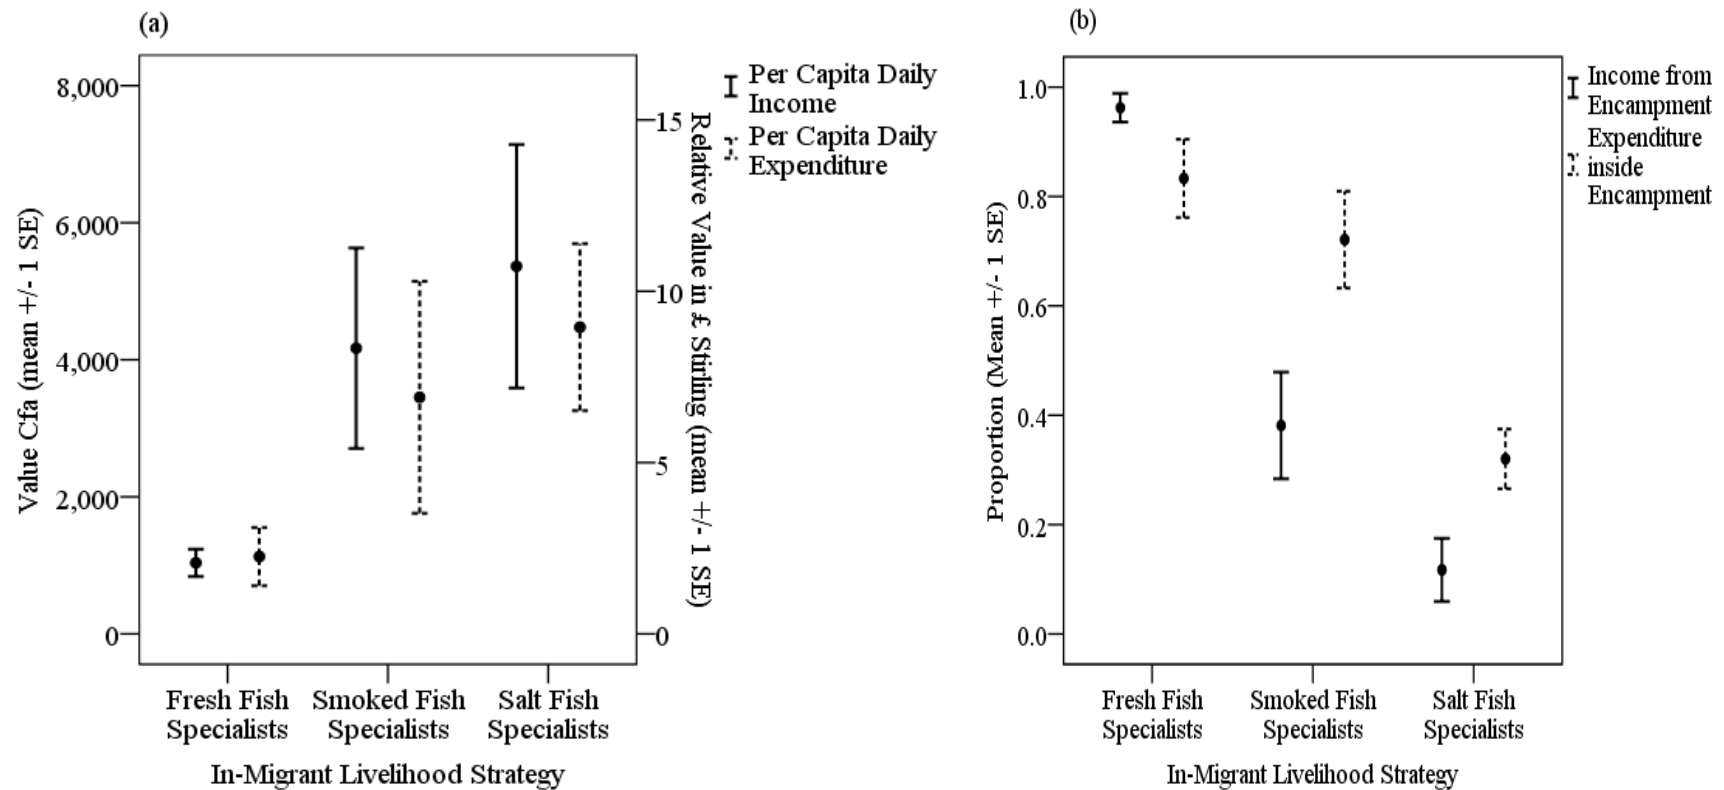 (a)
8,000
6,000
4,000
2,000
0
Value Cfa (mean +/- 1 SE)
15
10
5
0
Relative Value in £ Stirling (mean +/- 1 SE)
Per Capita Daily
Income
Per Capita Daily
Expenditure
Fresh Fish
Specialists
Smoked Fish
Specialists
Salt Fish
Specialists
In-Migrant Livelihood Strategy
(b)
1.0
0.8
0.6
0.4
0.2
0.0
Proportion (Mean +/- 1 SE)
Income from
Encampment
Expenditure
inside
Encampment
Fresh Fish
Specialists
Smoked Fish
Specialists
Salt Fish
Specialists
In-Migrant Livelihood Strategy